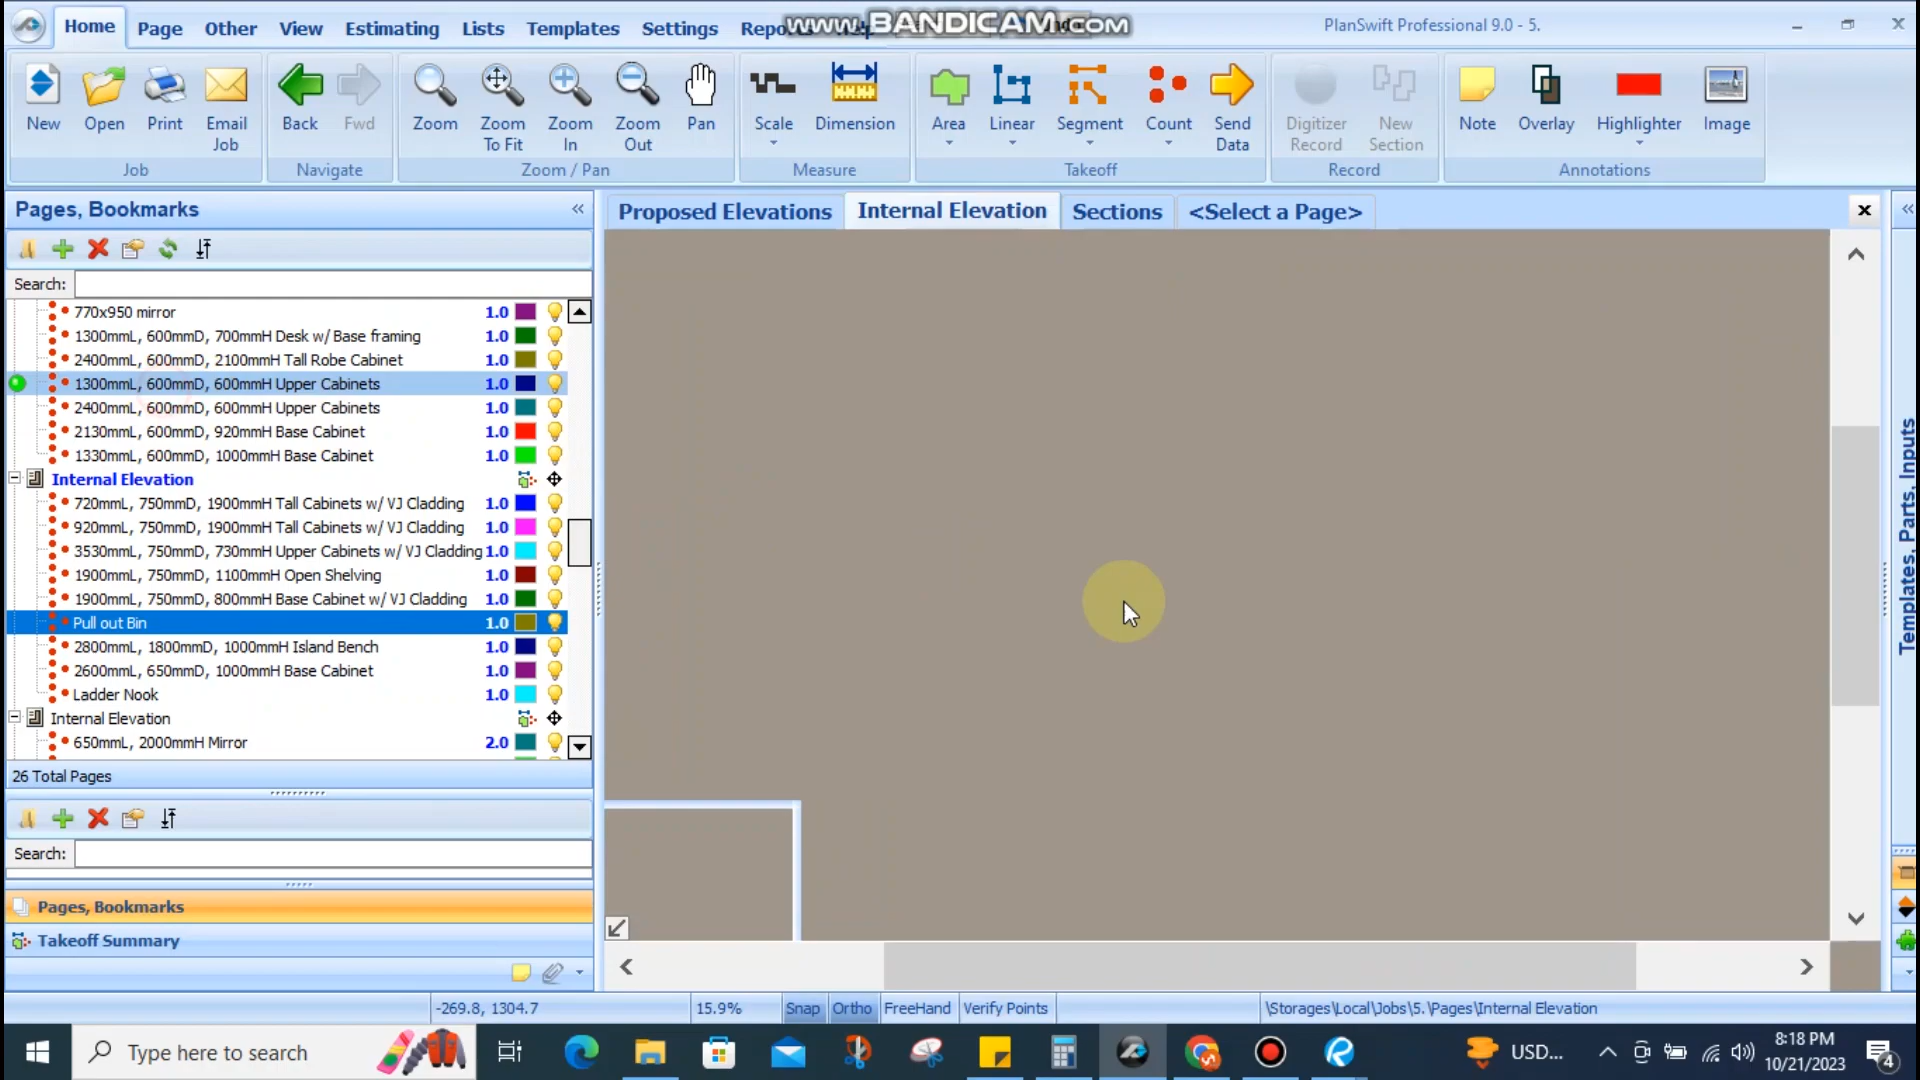 Home Page Other View Estimating Lists Templates Settings Repo
www.BANDICAM.com
PlanSwift Professional 9.0 - 5.
New Open Print Email Job
Back Fwd
Zoom Zoom To Fit Zoom In Zoom Out Pan
Scale Dimension
Area Linear Segment Count Send Data
Digitizer Record New Section
Note Overlay Highlighter Image
Job Navigate Zoom / Pan Measure Takeoff Record Annotations
Pages, Bookmarks
Proposed Elevations Internal Elevation Sections <Select a Page>
Search:
770x950 mirror 1.0
1300mmL, 600mmD, 700mmH Desk w/ Base framing 1.0
2400mmL, 600mmD, 2100mmH Tall Robe Cabinet 1.0
1300mmL, 600mmD, 600mmH Upper Cabinets 1.0
2400mmL, 600mmD, 600mmH Upper Cabinets 1.0
2130mmL, 600mmD, 920mmH Base Cabinet 1.0
1330mmL, 600mmD, 1000mmH Base Cabinet 1.0
Internal Elevation
720mmL, 750mmD, 1900mmH Tall Cabinets w/ VJ Cladding 1.0
920mmL, 750mmD, 1900mmH Tall Cabinets w/ VJ Cladding 1.0
3530mmL, 750mmD, 730mmH Upper Cabinets w/ VJ Cladding 1.0
1900mmL, 750mmD, 1100mmH Open Shelving 1.0
1900mmL, 750mmD, 800mmH Base Cabinet w/ VJ Cladding 1.0
Pull out Bin 1.0
2800mmL, 1800mmD, 1000mmH Island Bench 1.0
2600mmL, 650mmD, 1000mmH Base Cabinet 1.0
Ladder Nook 1.0
Internal Elevation
650mmL, 2000mmH Mirror 2.0
26 Total Pages
Search:
Pages, Bookmarks
Takeoff Summary
Templates, Parts, Inputs
-269.8, 1304.7 15.9% Snap Ortho FreeHand Verify Points \Storages\Local\Jobs\5.\Pages\Internal Elevation
Type here to search
USD...
8:18 PM
10/21/2023
4